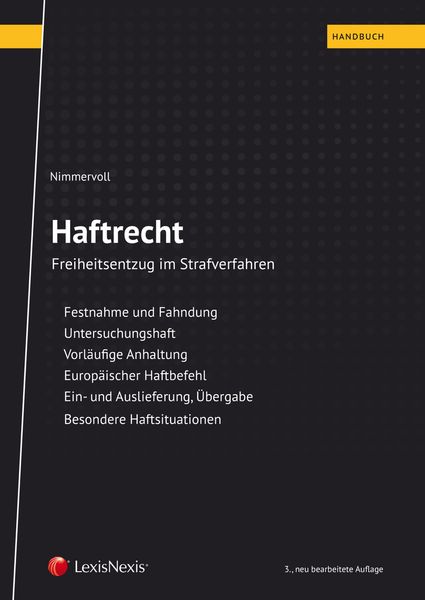 HANDBUCH
Nimmervoll
Haftrecht
Freiheitsentzug im Strafverfahren
Festnahme und Fahndung
Untersuchungshaft
Vorläufige Anhaltung
Europäischer Haftbefehl
Ein- und Auslieferung, Übergabe
Besondere Haftsituationen
LexisNexis®
3., neu bearbeitete Auflage